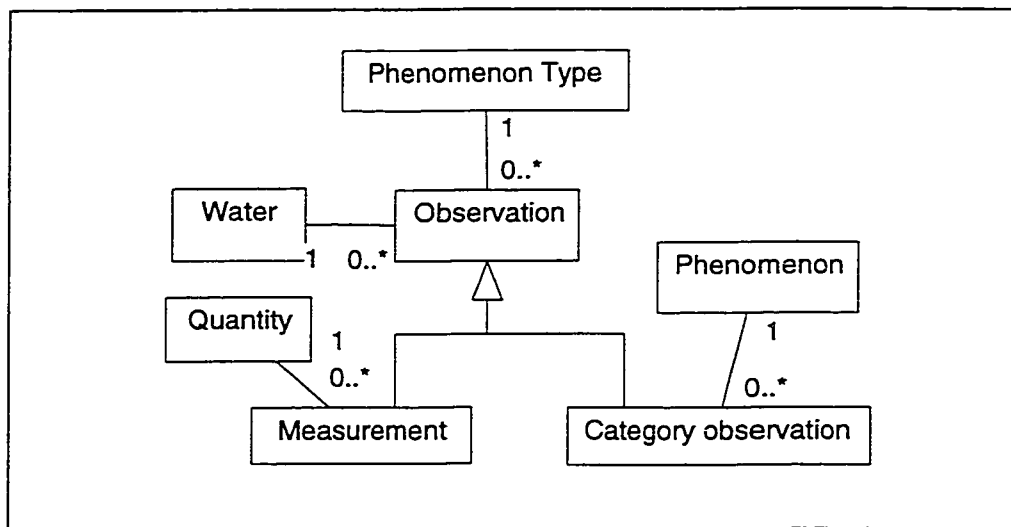 Phenomenon Type
1
0..*
Water
Observation
1
0..*
Phenomenon
Quantity
1
1
0..*
0..*
Measurement
Category observation